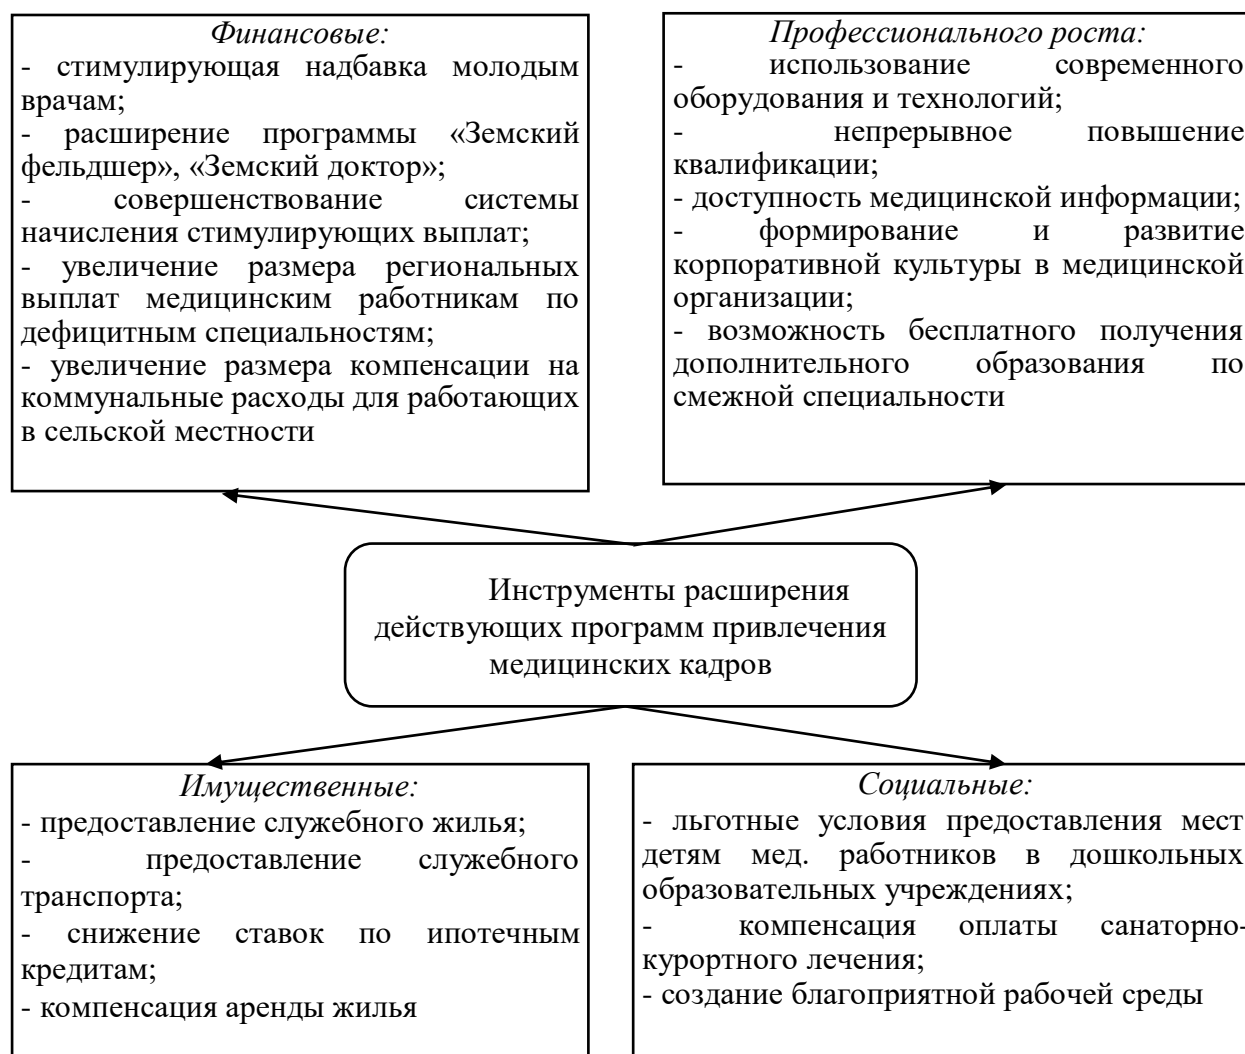 Финансовые:
- стимулирующая надбавка молодым
врачам;
- расширение программы «Земский
фельдшер», «Земский доктор»;
- совершенствование системы
начисления стимулирующих выплат;
- увеличение размера региональных
выплат медицинским работникам по
дефицитным специальностям;
- увеличение размера компенсации на
коммунальные расходы для работающих
в сельской местности
Профессионального роста:
- использование современного
оборудования и технологий;
- непрерывное повышение
квалификации;
- доступность медицинской информации;
- формирование и развитие
корпоративной культуры в медицинской
организации;
- возможность бесплатного получения
дополнительного образования по
смежной специальности
Инструменты расширения
действующих программ привлечения
медицинских кадров
Имущественные:
- предоставление служебного жилья;
- предоставление служебного
транспорта;
- снижение ставок по ипотечным
кредитам;
- компенсация аренды жилья
Социальные:
- льготные условия предоставления мест
детям мед. работников в дошкольных
образовательных учреждениях;
- компенсация оплаты санаторно-
курортного лечения;
- создание благоприятной рабочей среды